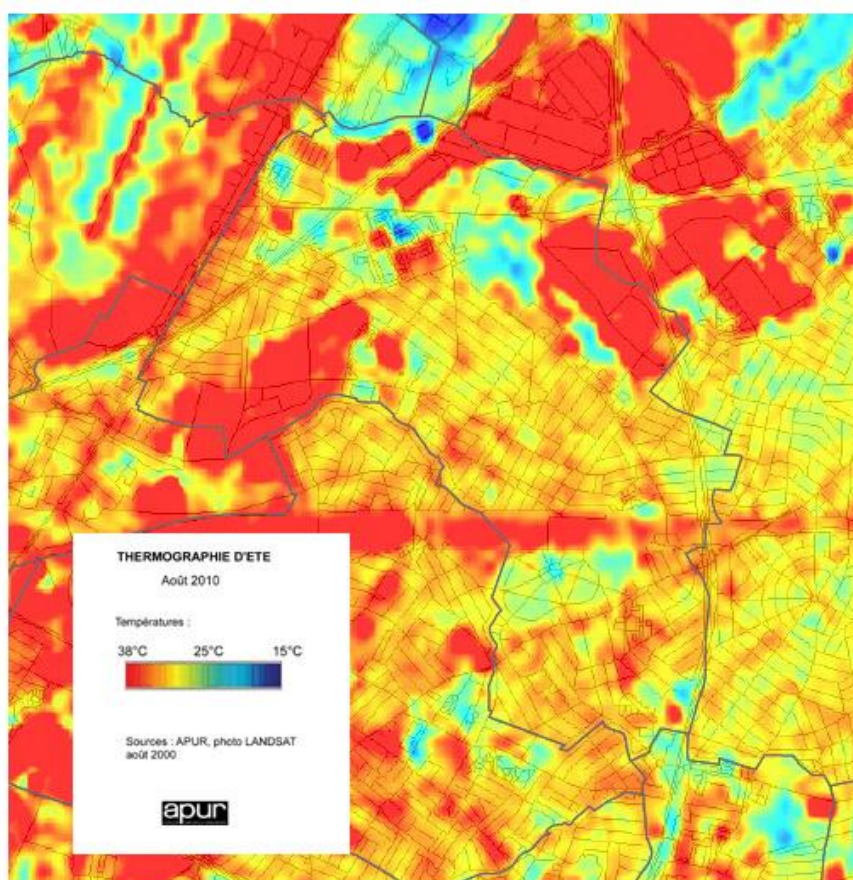 THERMOGRAPHIE D'ETE
Août 2010
Températures :
38°C 25°C 15°C
Sources : APUR, photo LANDSAT
août 2000
apur